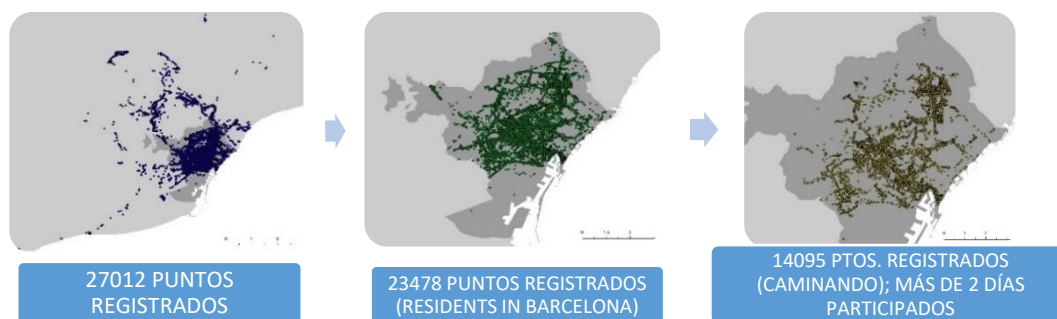 27012 PUNTOS
REGISTRADOS
23478 PUNTOS REGISTRADOS
(RESIDENTS IN BARCELONA)
14095 PTOS. REGISTRADOS
(CAMINANDO); MÁS DE 2 DÍAS
PARTICIPADOS